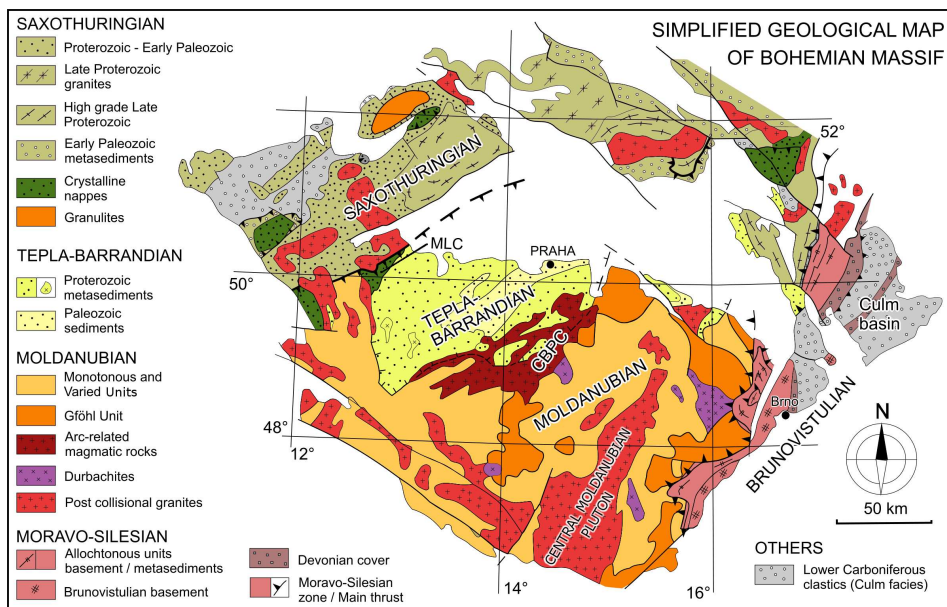 SIMPLIFIED GEOLOGICAL MAP
OF BOHEMIAN MASSIF
SAXOTHURINGIAN
Proterozoic - Early Paleozoic
Late Proterozoic
granites
High grade Late
Proterozoic
Early Paleozoic
metasediments
Crystalline
nappes
Granulites
TEPLA-BARRANDIAN
Proterozoic
metasediments
Paleozoic
sediments
MOLDANUBIAN
Monotonous and
Varied Units
Gföhl Unit
Arc-related
magmatic rocks
Durbachites
Post collisional granites
MORAVO-SILESIAN
Allochtonous units
basement / metasediments
Brunovistulian basement
Devonian cover
Moravo-Silesian
zone / Main thrust
OTHERS
Lower Carboniferous
clastics (Culm facies)
52°
SAXOTHURINGIAN
MLC
PRAHA
50°
TEPLA-
BARRANDIAN
CBPC
Culm
basin
MOLDANUBIAN
Brno
48°
12°
CENTRAL MOLDANUBIAN
PLUTON
BRUNOVISTULIAN
N
50 km
14°
16°